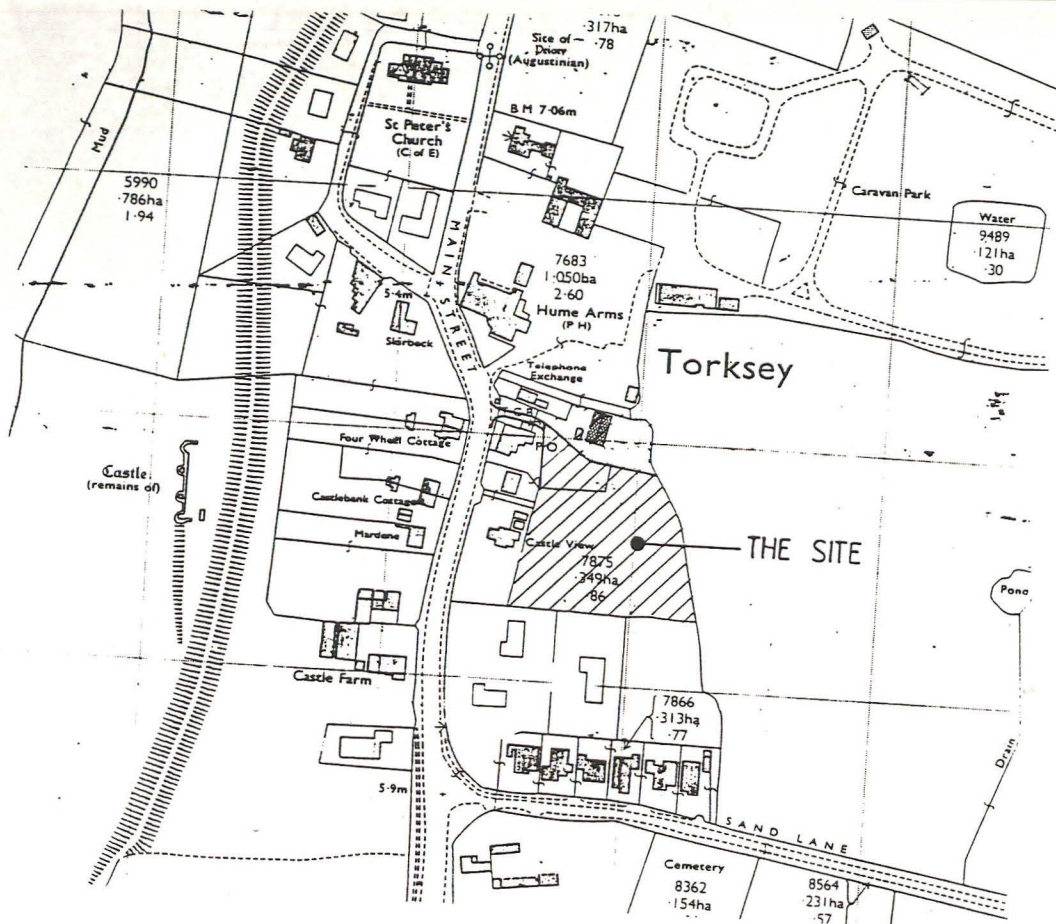 ·317ha
·78
Site of
Priory
(Augustinian)
B M 7·06m
St Peter's
Church
(C of E)
Mud
5990
·786ha
1·94
Caravan Park
Water
9489
·121ha
·30
MAIN STREET
7683
1·050ha
2·60
Hume Arms
(P H)
5·4m
Skirbeck
Telephone
Exchange
Torksey
T C B
P O
Four Wheel Cottage
Castle
(remains of)
Castlebank Cottage
Mardene
Castle View
7875
·349ha
·86
THE SITE
Pond
Castle Farm
7866
·313ha
·77
Drain
5·9m
SAND LANE
Cemetery
8362
·154ha
8564
·231ha
·57